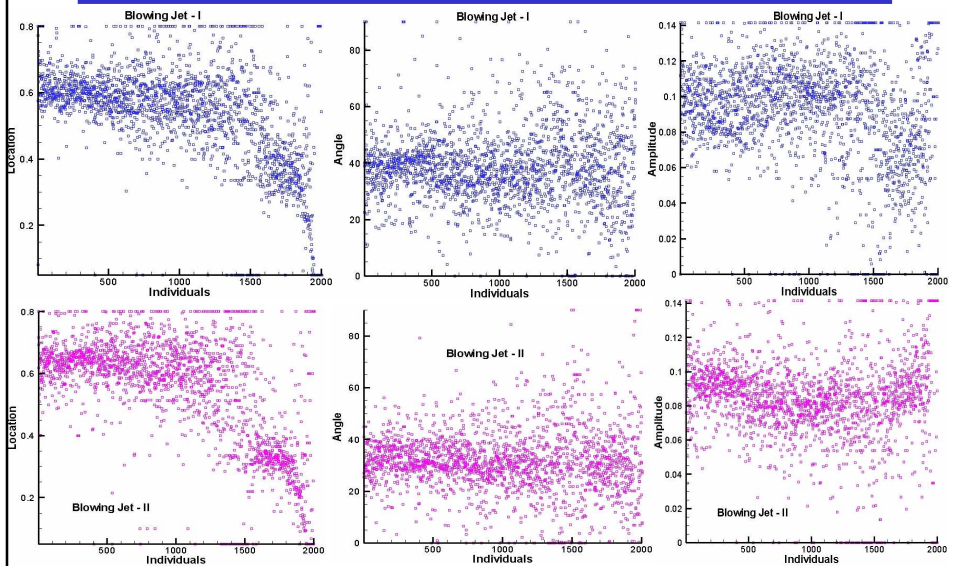 Blowing Jet - I
0.8
0.6
0.4
0.2
Location
500 1000 1500 2000
Individuals
Blowing Jet - I
80
60
40
20
0
Angle
500 1000 1500 2000
Individuals
Blowing Jet - I
0.14
0.12
0.1
0.08
0.06
0.04
0.02
0
Amplitude
500 1000 1500 2000
Individuals
0.8
0.6
0.4
0.2
Location
Blowing Jet - II
500 1000 1500 2000
Individuals
80
60
40
20
0
Angle
Blowing Jet - II
500 1000 1500 2000
Individuals
0.14
0.12
0.1
0.08
0.06
0.04
0.02
0
Amplitude
Blowing Jet - II
500 1000 1500 2000
Individuals